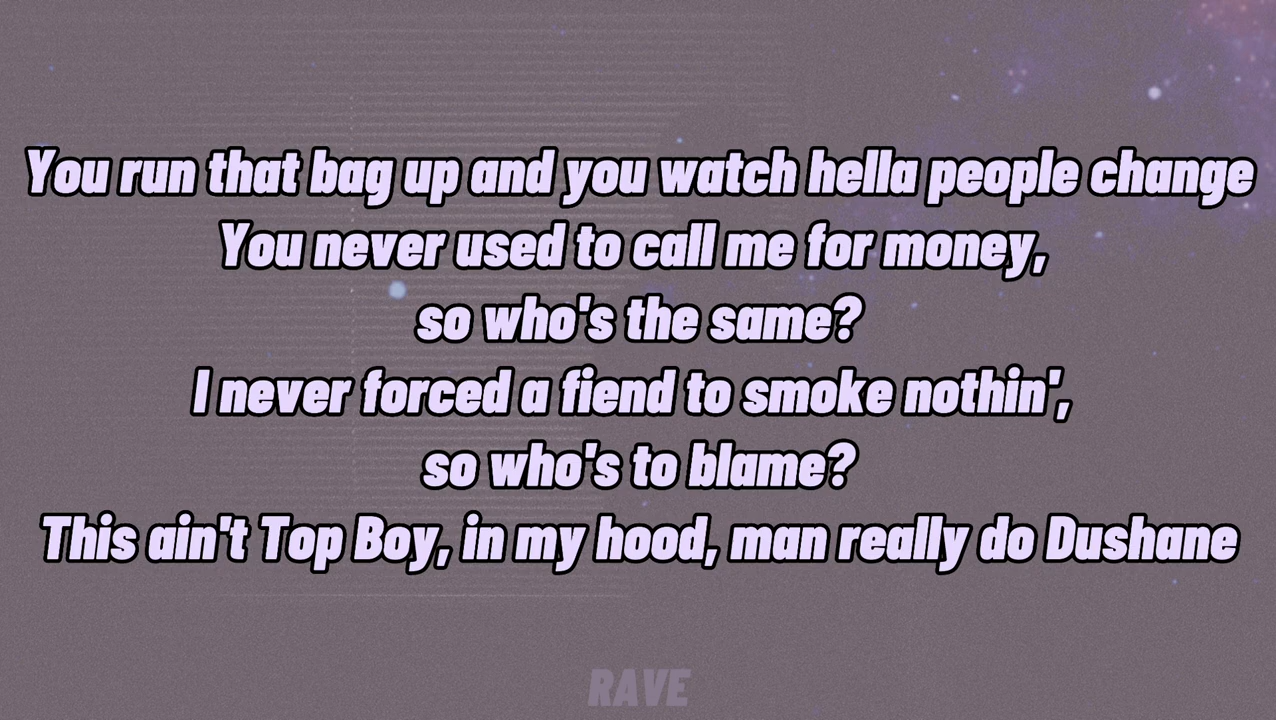 You run that bag up and you watch hella people change
You never used to call me for money,
so who's the same?
I never forced a fiend to smoke nothin',
so who's to blame?
This ain't Top Boy, in my hood, man really do Dushane
RAVE